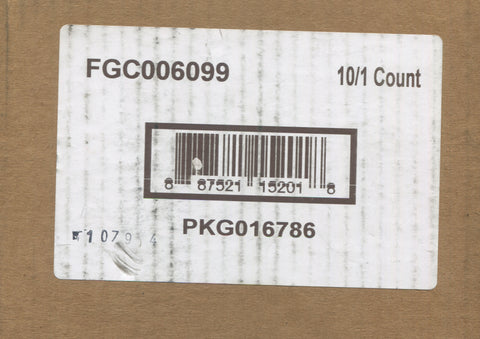 FGC006099
10/1 Count
8 87521 15201 8
PKG016786